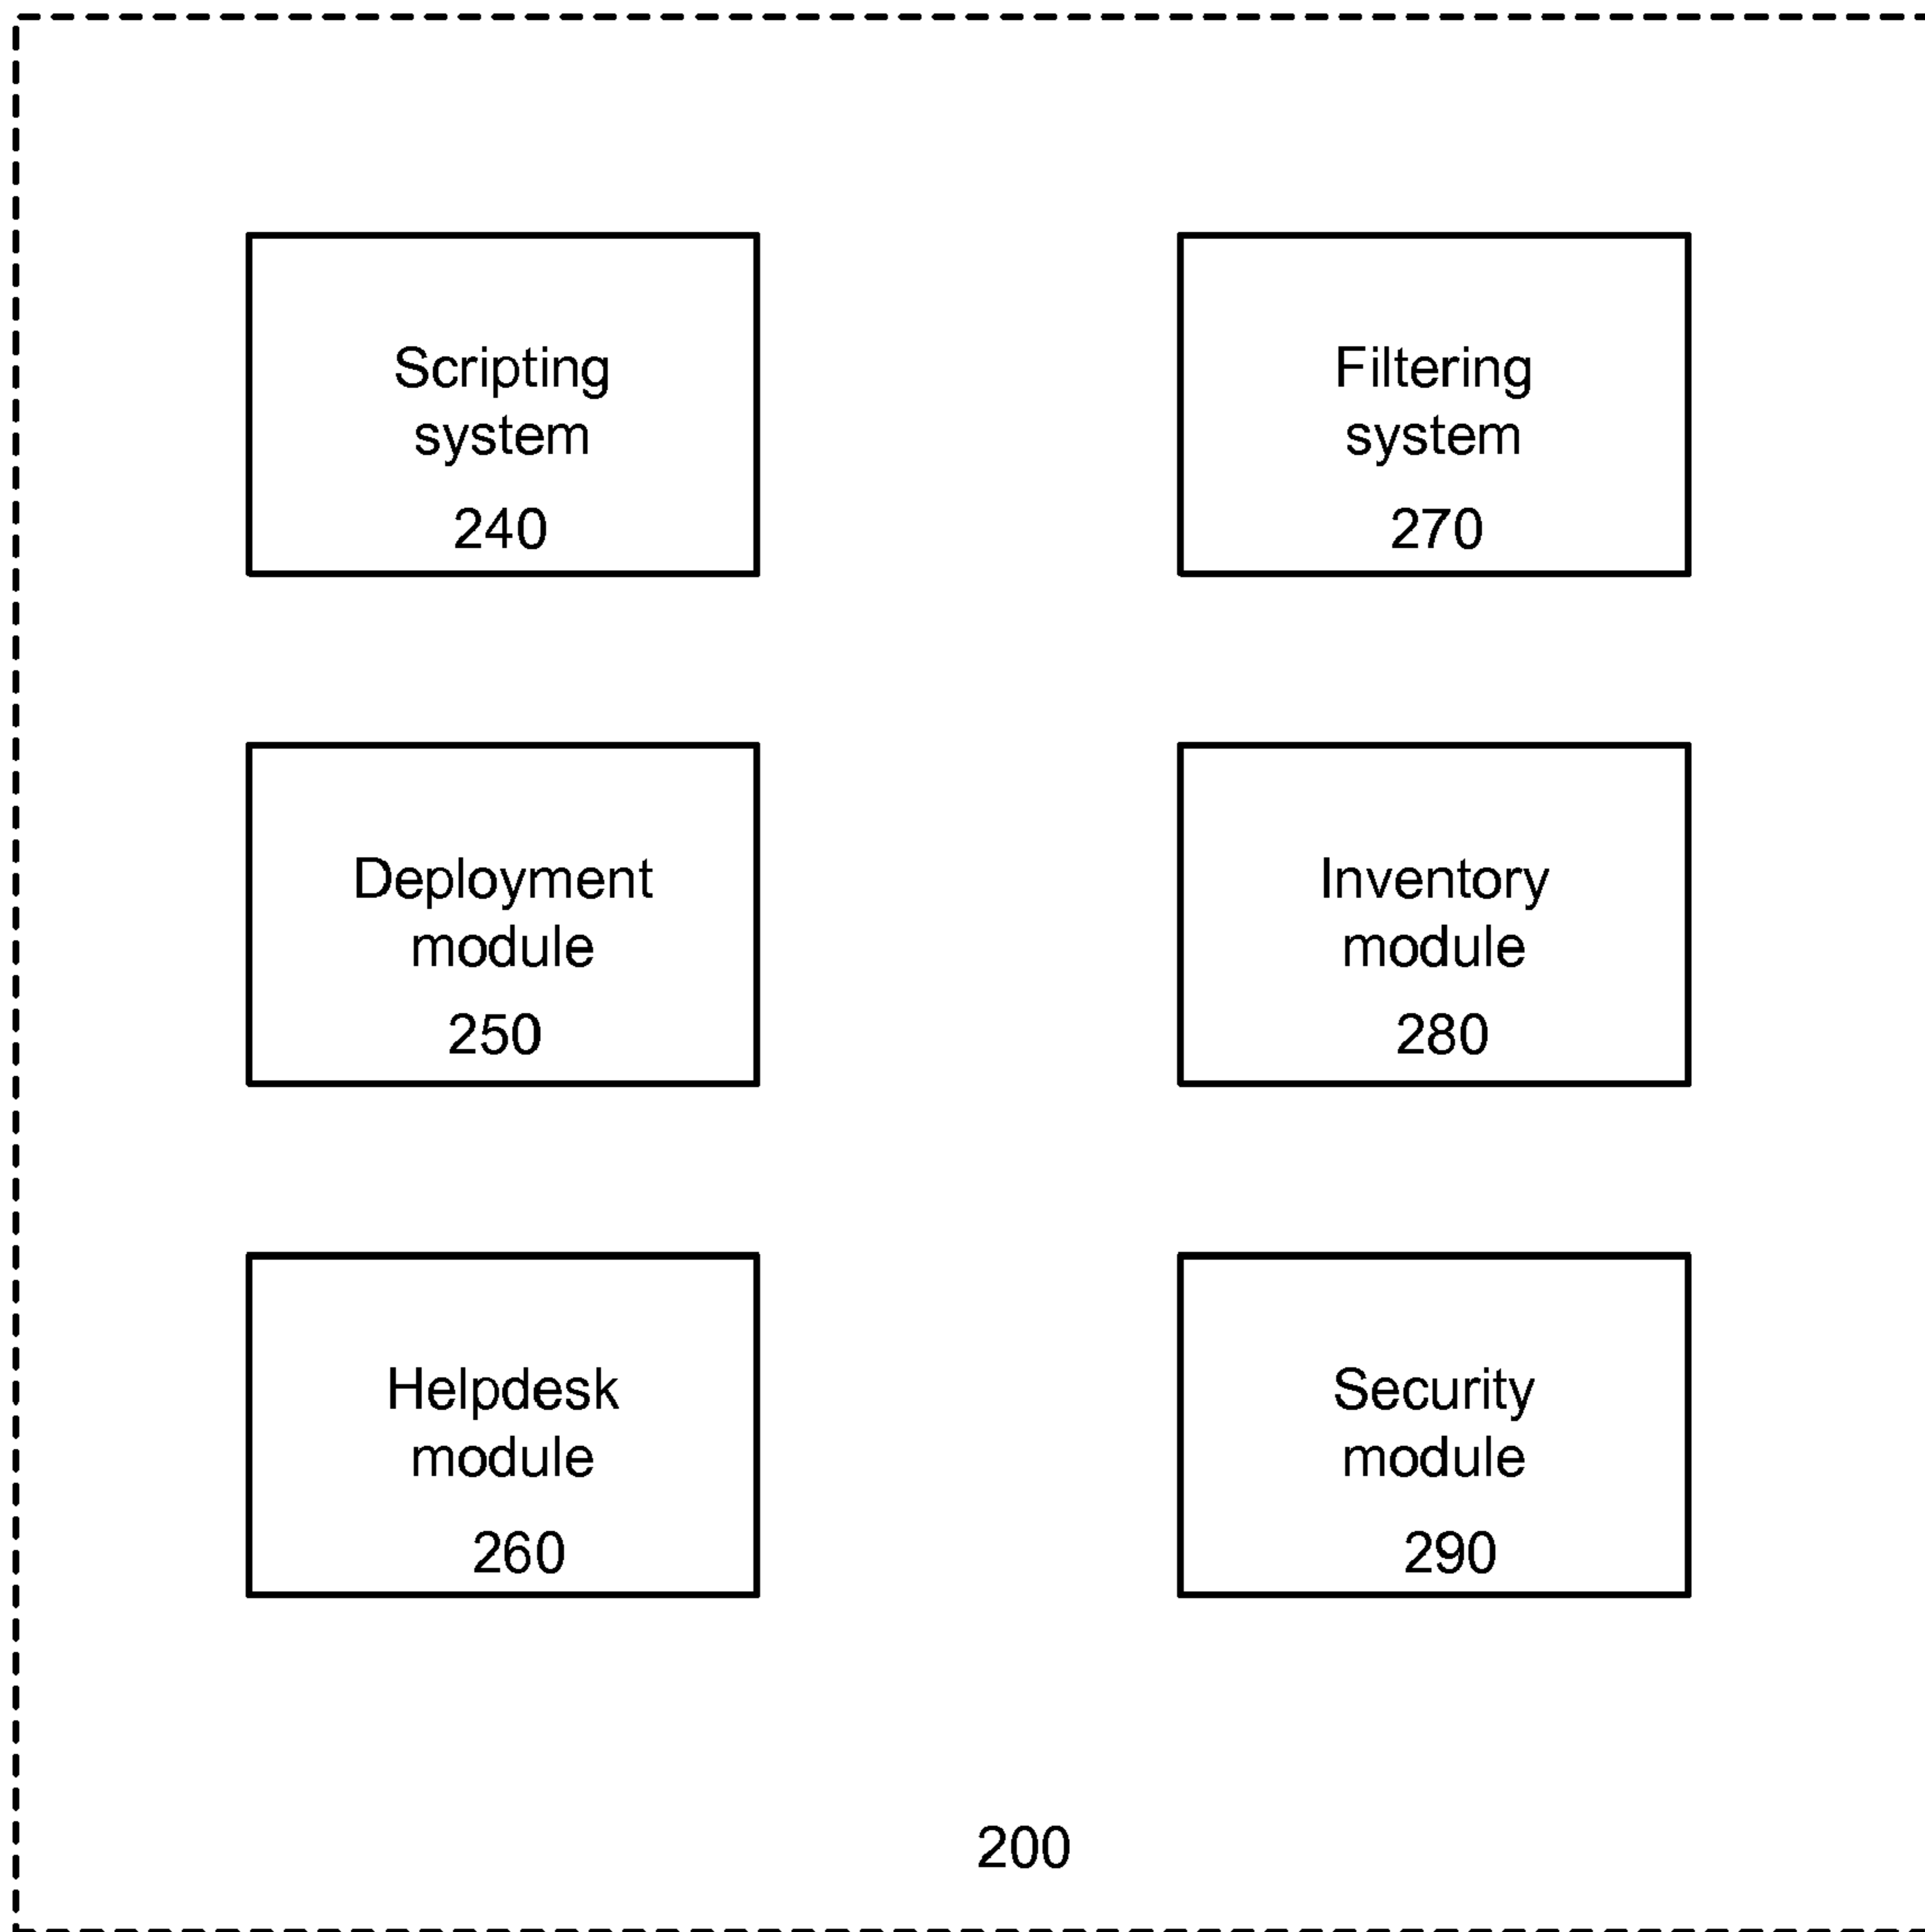 Scripting
system
240
Filtering
system
270
Deployment
module
250
Inventory
module
280
Helpdesk
module
260
Security
module
290
200